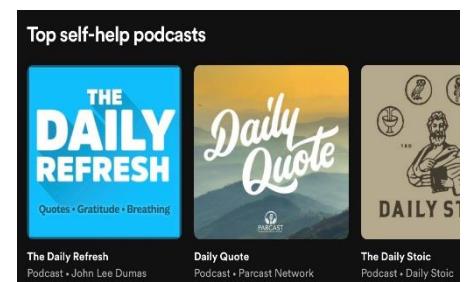 Top self-help podcasts
THE
DAILY
REFRESH
Quotes • Gratitude • Breathing
Daily
Quote
PARCAST
DAILY ST
The Daily Refresh
Podcast • John Lee Dumas
Daily Quote
Podcast • Parcast Network
The Daily Stoic
Podcast • Daily Stoic